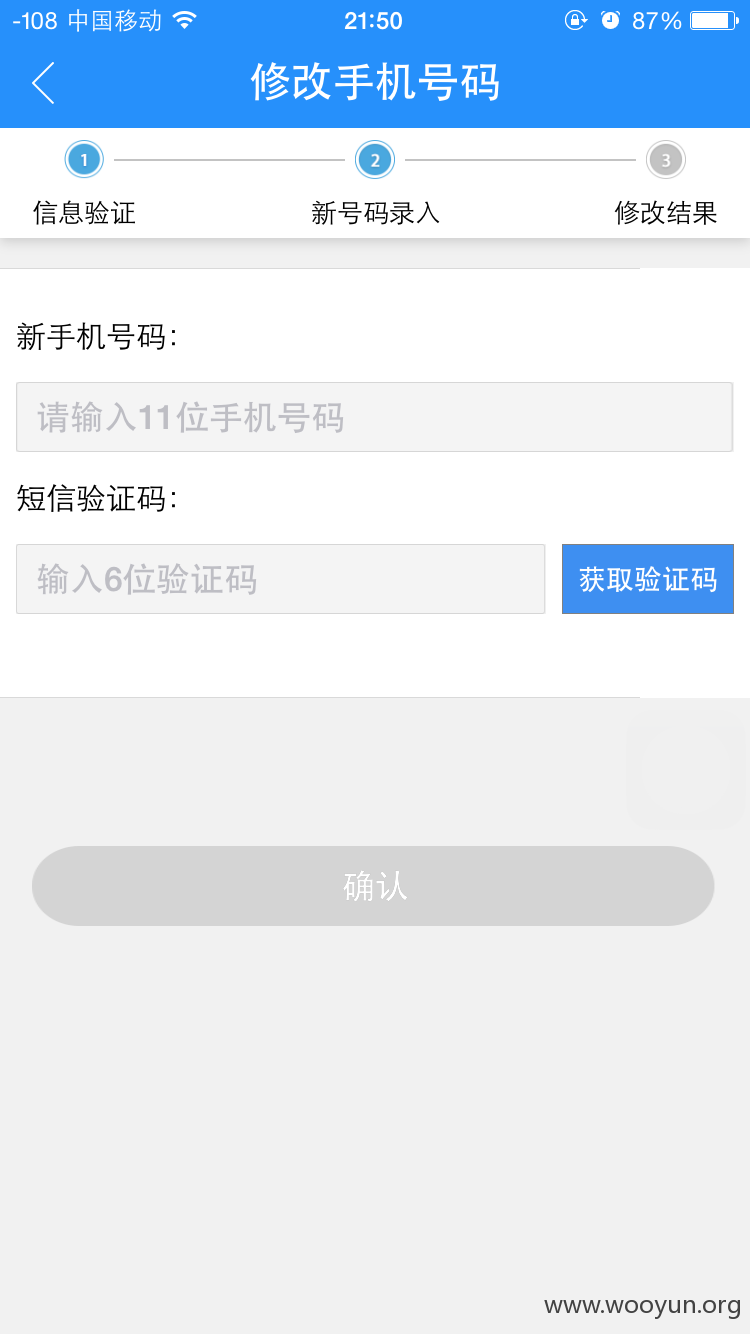 -108 中国移动 21:50 87%
修改手机号码
1 2 3
信息验证 新号码录入 修改结果
新手机号码：
请输入11位手机号码
短信验证码：
输入6位验证码 获取验证码
确认
www.wooyun.org